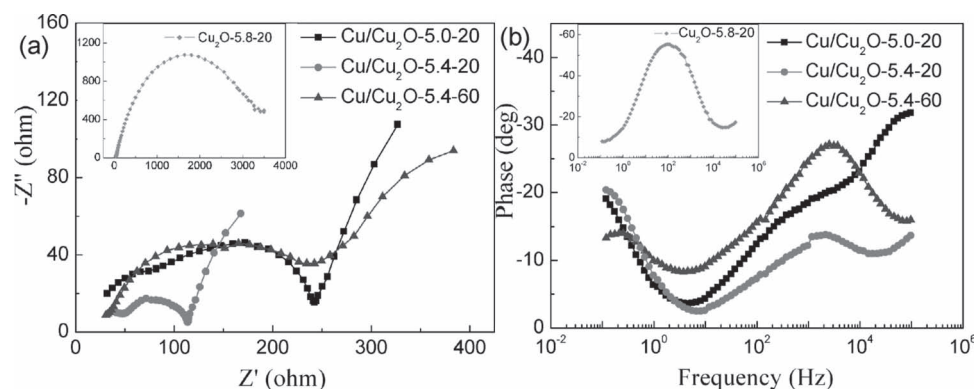 (a)
-Z" (ohm)
-160
-120
-80
-40
0
0
100
200
300
400
Z' (ohm)
Cu/Cu₂O-5.0-20
Cu/Cu₂O-5.4-20
Cu/Cu₂O-5.4-60
Cu₂O-5.8-20
1200
1000
800
600
400
0
0
1000
2000
3000
4000
(b)
Phase (deg)
-40
-30
-20
-10
0
10⁻²
10⁰
10²
10⁴
10⁶
Frequency (Hz)
Cu/Cu₂O-5.0-20
Cu/Cu₂O-5.4-20
Cu/Cu₂O-5.4-60
Cu₂O-5.8-20
-60
-40
-20
0
10⁻²
10⁰
10²
10⁴
10⁶